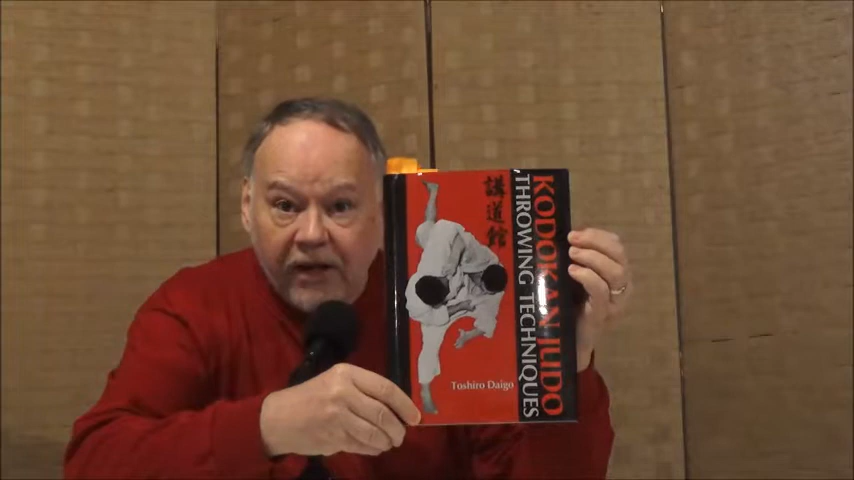 講道館
KODOKAN JUDO
THROWING TECHNIQUES
Toshiro Daigo